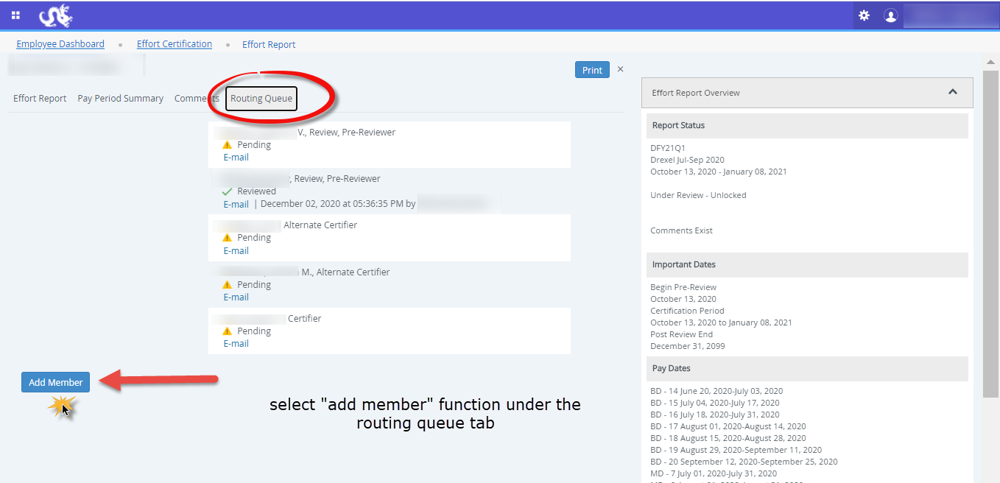 Employee Dashboard Effort Certification Effort Report
Print ×
Effort Report Pay Period Summary Comments Routing Queue
V., Review, Pre-Reviewer
Pending
E-mail
, Review, Pre-Reviewer
Reviewed
E-mail | December 02, 2020 at 05:36:35 PM by
Alternate Certifier
Pending
E-mail
M., Alternate Certifier
Pending
E-mail
Certifier
Pending
E-mail
Add Member
select "add member" function under the
routing queue tab
Effort Report Overview
Report Status
DFY21Q1
Drexel Jul-Sep 2020
October 13, 2020 - January 08, 2021
Under Review - Unlocked
Comments Exist
Important Dates
Begin Pre-Review
October 13, 2020
Certification Period
October 13, 2020 to January 08, 2021
Post Review End
December 31, 2099
Pay Dates
BD - 14 June 20, 2020-July 03, 2020
BD - 15 July 04, 2020-July 17, 2020
BD - 16 July 18, 2020-July 31, 2020
BD - 17 August 01, 2020-August 14, 2020
BD - 18 August 15, 2020-August 28, 2020
BD - 19 August 29, 2020-September 11, 2020
BD - 20 September 12, 2020-September 25, 2020
MD - 7 July 01, 2020-July 31, 2020